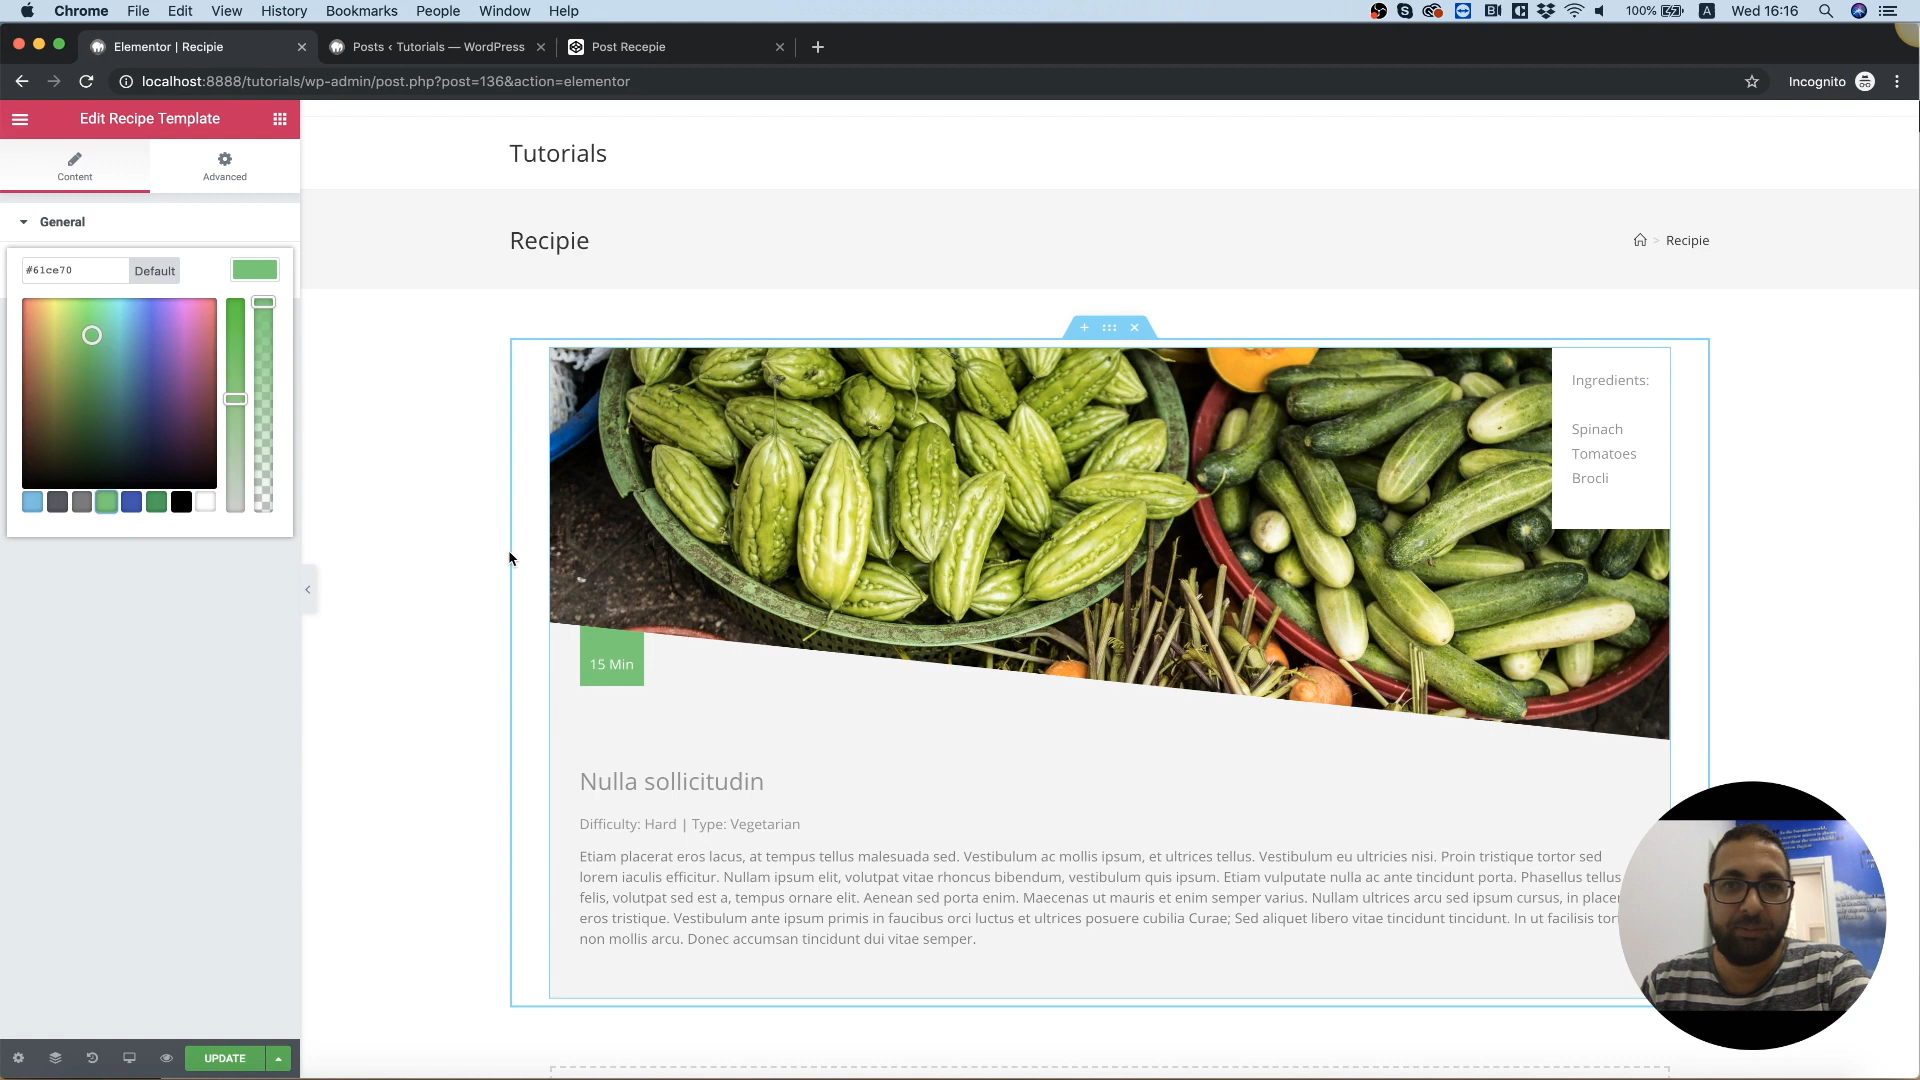 Chrome File Edit View History Bookmarks People Window Help
100% A Wed 16:16
Elementor | Recipie
Posts ‹ Tutorials — WordPress
Post Recepie
localhost:8888/tutorials/wp-admin/post.php?post=136&action=elementor
Incognito
Edit Recipe Template
Content
Advanced
General
#61ce70
Default
UPDATE
Tutorials
Recipie
> Recipie
Ingredients:
Spinach
Tomatoes
Brocli
15 Min
Nulla sollicitudin
Difficulty: Hard | Type: Vegetarian
Etiam placerat eros lacus, at tempus tellus malesuada sed. Vestibulum ac mollis ipsum, et ultrices tellus. Vestibulum eu ultricies nisi. Proin tristique tortor sed
lorem iaculis efficitur. Nullam ipsum elit, volutpat vitae rhoncus bibendum, vestibulum quis ipsum. Etiam vulputate nulla ac ante tincidunt porta. Phasellus tellus
felis, volutpat sed est a, tempus ornare elit. Aenean sed porta enim. Maecenas ut mauris et enim semper varius. Nullam ultrices arcu sed ipsum cursus, in
eros tristique. Vestibulum ante ipsum primis in faucibus orci luctus et ultrices posuere cubilia Curae; Sed aliquet libero vitae tincidunt tincidunt. In ut facilisis
non mollis arcu. Donec accumsan tincidunt dui vitae semper.